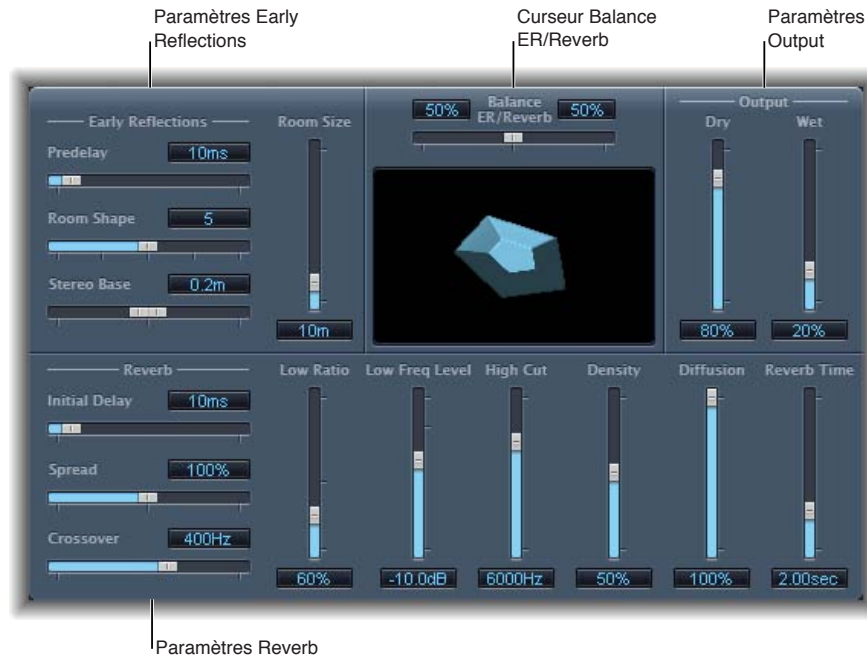 Paramètres Early
Reflections
Curseur Balance
ER/Reverb
Paramètres
Output
Early Reflections
Room Size
50%
Balance
ER/Reverb
50%
Output
Dry
Wet
Predelay
10ms
Room Shape
5
Stereo Base
0.2m
10m
80%
20%
Reverb
Low Ratio
Low Freq Level
High Cut
Density
Diffusion
Reverb Time
Initial Delay
10ms
Spread
100%
Crossover
400Hz
60%
-10.0dB
6000Hz
50%
100%
2.00sec
Paramètres Reverb